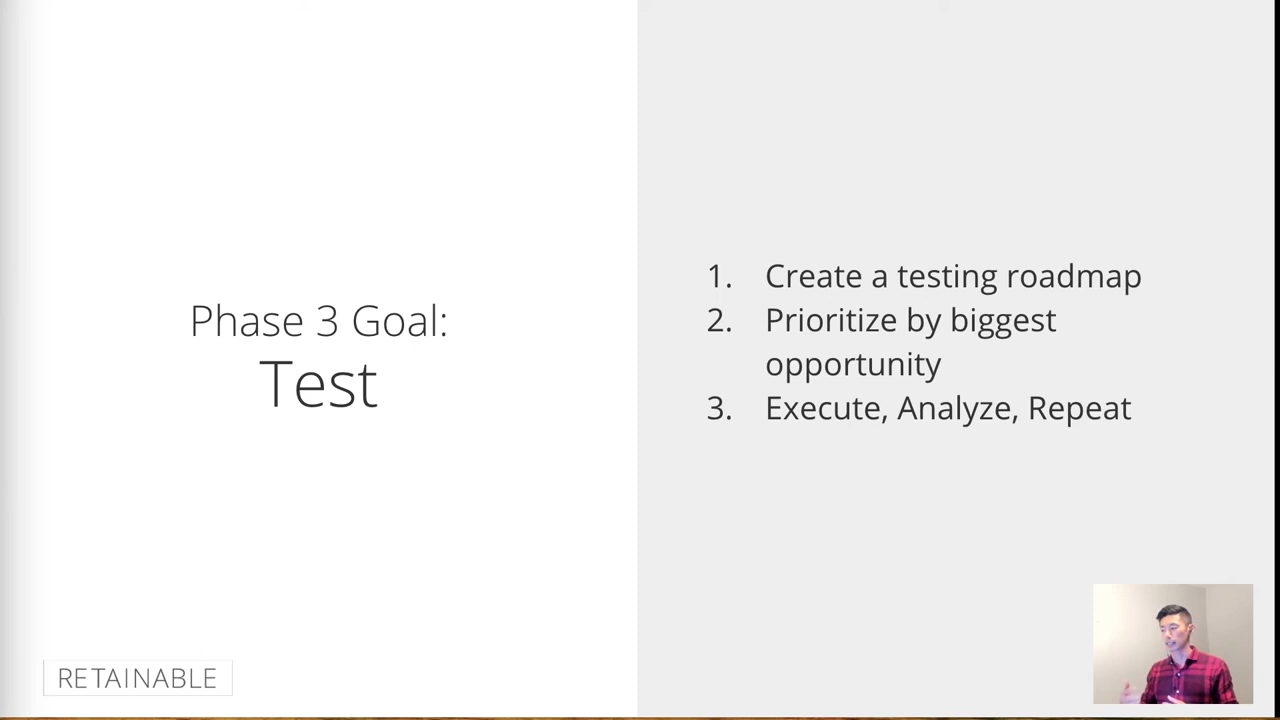 Phase 3 Goal:
Test
1. Create a testing roadmap
2. Prioritize by biggest
opportunity
3. Execute, Analyze, Repeat
RETAINABLE